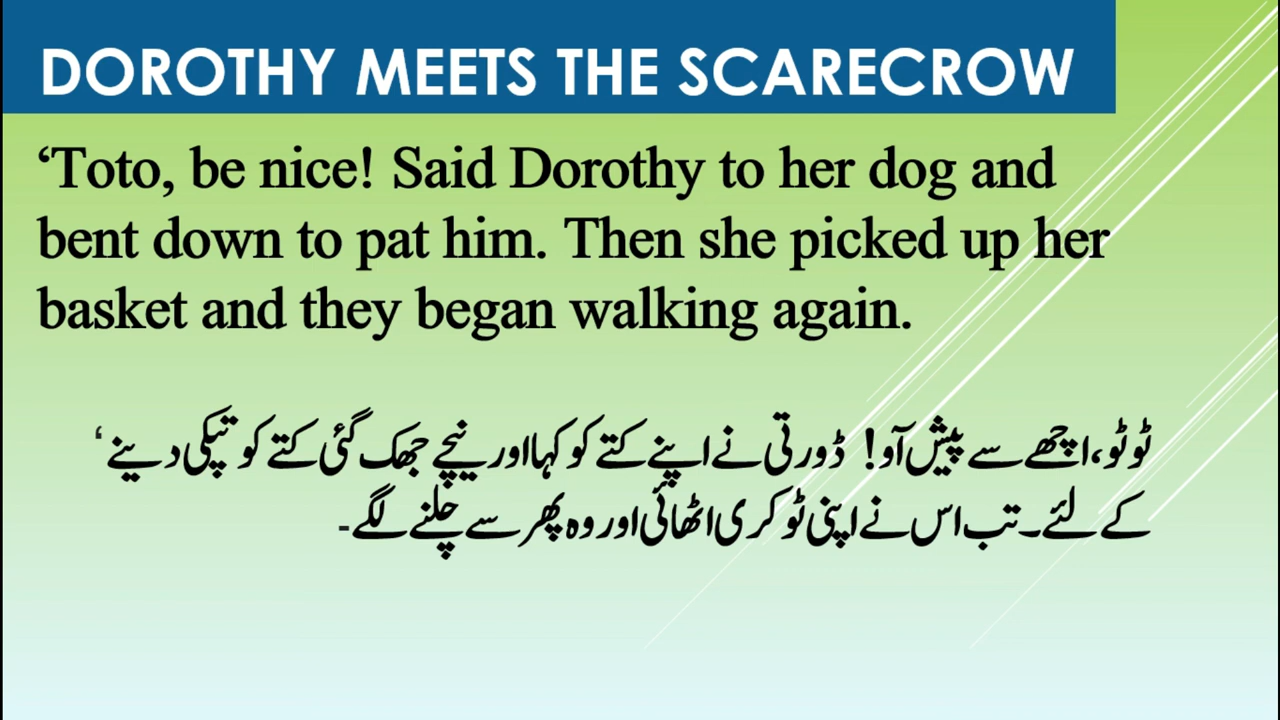 DOROTHY MEETS THE SCARECROW
‘Toto, be nice! Said Dorothy to her dog and
bent down to pat him. Then she picked up her
basket and they began walking again.
ٹوٹو، اچھے سے پیش آو! ڈورتی نے اپنے کتے کو کہا اور نیچے جھک گئی کتے کو تپکی دینے ‘
کے لئے۔ تب اس نے اپنی ٹوکری اٹھائی اور وہ پھر سے چلنے لگے-